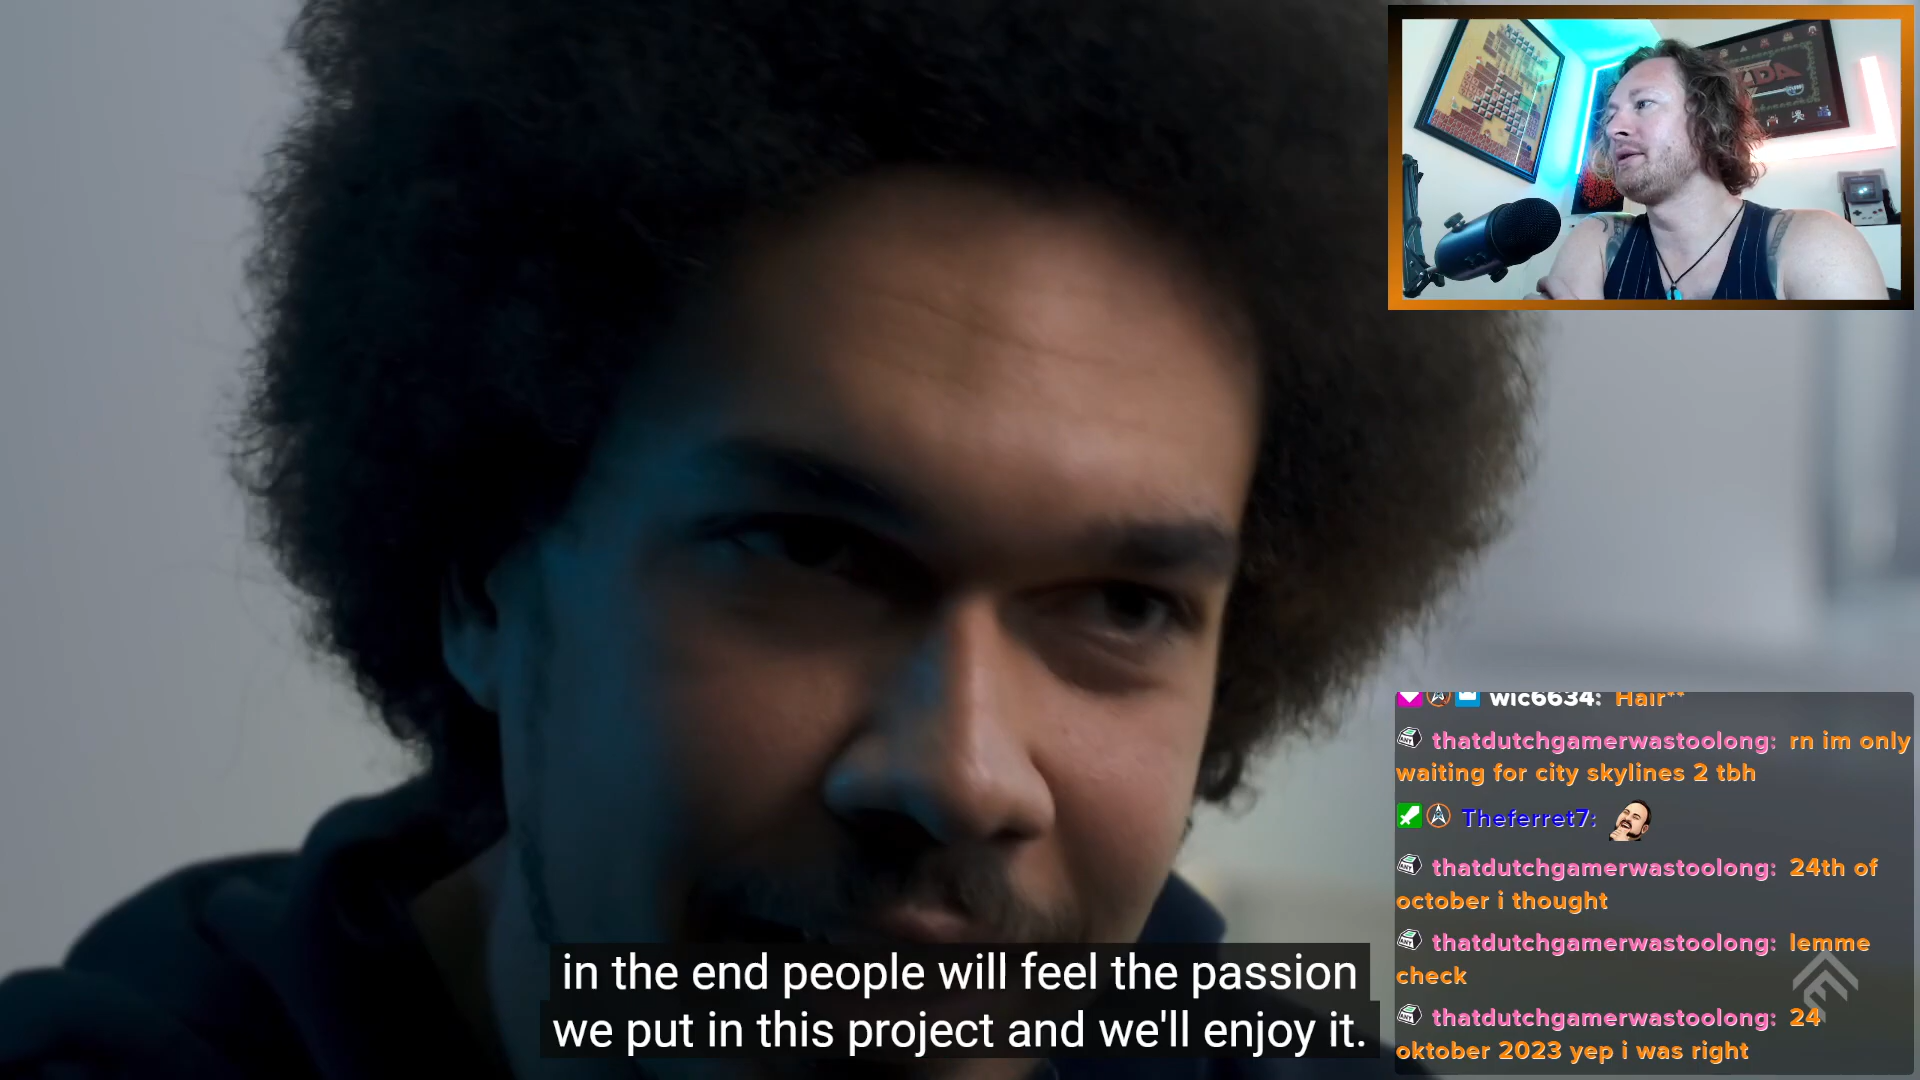 wic6634: Hair**
thatdutchgamerwastoolong: rn im only
waiting for city skylines 2 tbh
Theferret7:
thatdutchgamerwastoolong: 24th of
october i thought
thatdutchgamerwastoolong: lemme
check
thatdutchgamerwastoolong: 24
oktober 2023 yep i was right
in the end people will feel the passion
we put in this project and we'll enjoy it.